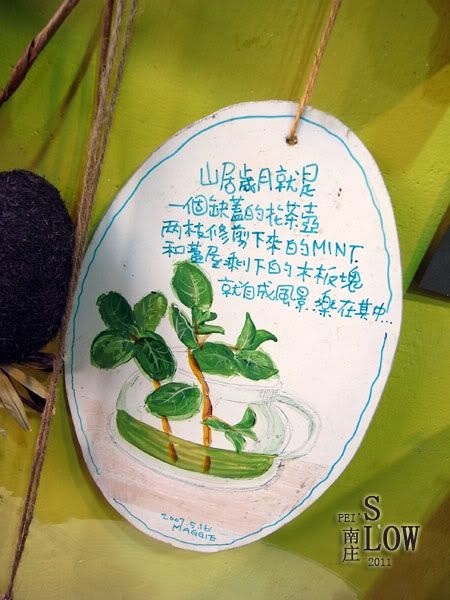 山居歲月就是
一個缺蓋的花茶壺
兩枝修剪下來的MINT
和蓋屋剩下的木板塊
就自成風景.樂在其中...
2007.5.16
MAGGIE
PEI'S
南庄
SLOW
2011